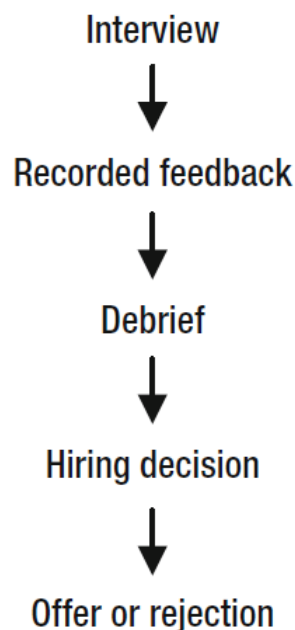 Interview
Recorded feedback
Debrief
Hiring decision
Offer or rejection